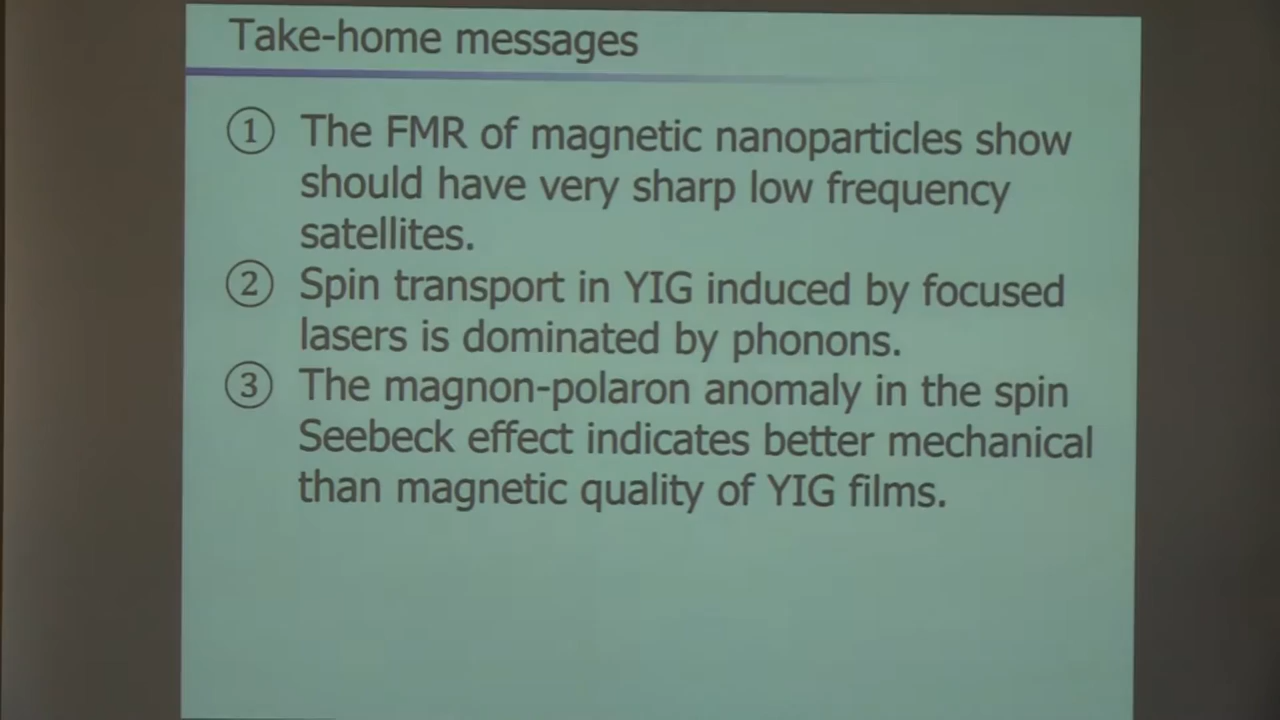 Take-home messages
① The FMR of magnetic nanoparticles show
should have very sharp low frequency
satellites.
② Spin transport in YIG induced by focused
lasers is dominated by phonons.
③ The magnon-polaron anomaly in the spin
Seebeck effect indicates better mechanical
than magnetic quality of YIG films.